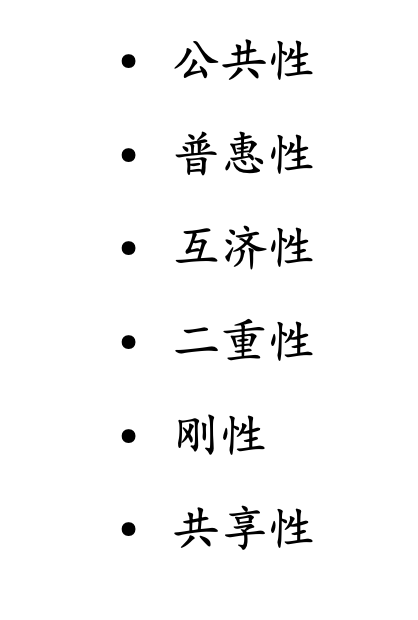 • 公共性
• 普惠性
• 互济性
• 二重性
• 刚性
• 共享性